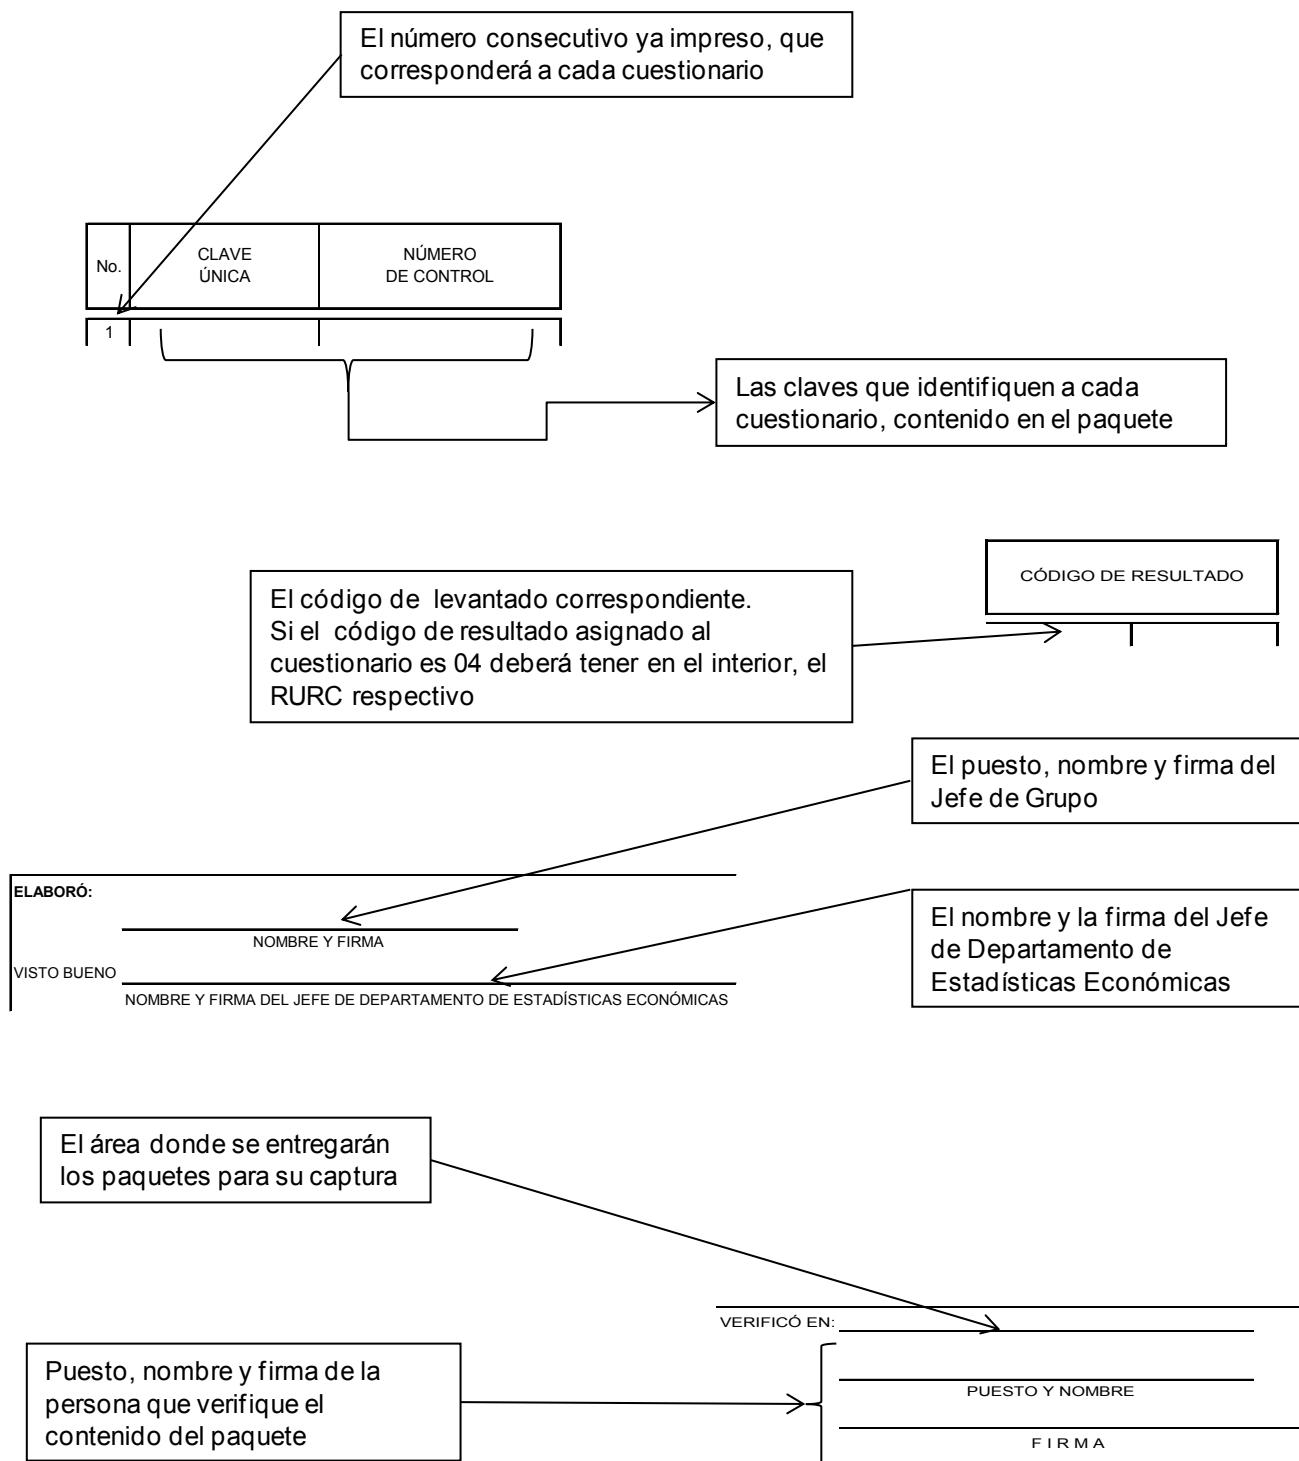 El número consecutivo ya impreso, que
corresponderá a cada cuestionario
No.
CLAVE
ÚNICA
NÚMERO
DE CONTROL
1
Las claves que identifiquen a cada
cuestionario, contenido en el paquete
CÓDIGO DE RESULTADO
El código de levantado correspondiente.
Si el código de resultado asignado al
cuestionario es 04 deberá tener en el interior, el
RURC respectivo
El puesto, nombre y firma del
Jefe de Grupo
ELABORÓ:
NOMBRE Y FIRMA
VISTO BUENO
NOMBRE Y FIRMA DEL JEFE DE DEPARTAMENTO DE ESTADÍSTICAS ECONÓMICAS
El nombre y la firma del Jefe
de Departamento de
Estadísticas Económicas
El área donde se entregarán
los paquetes para su captura
VERIFICÓ EN:
PUESTO Y NOMBRE
F I R M A
Puesto, nombre y firma de la
persona que verifique el
contenido del paquete